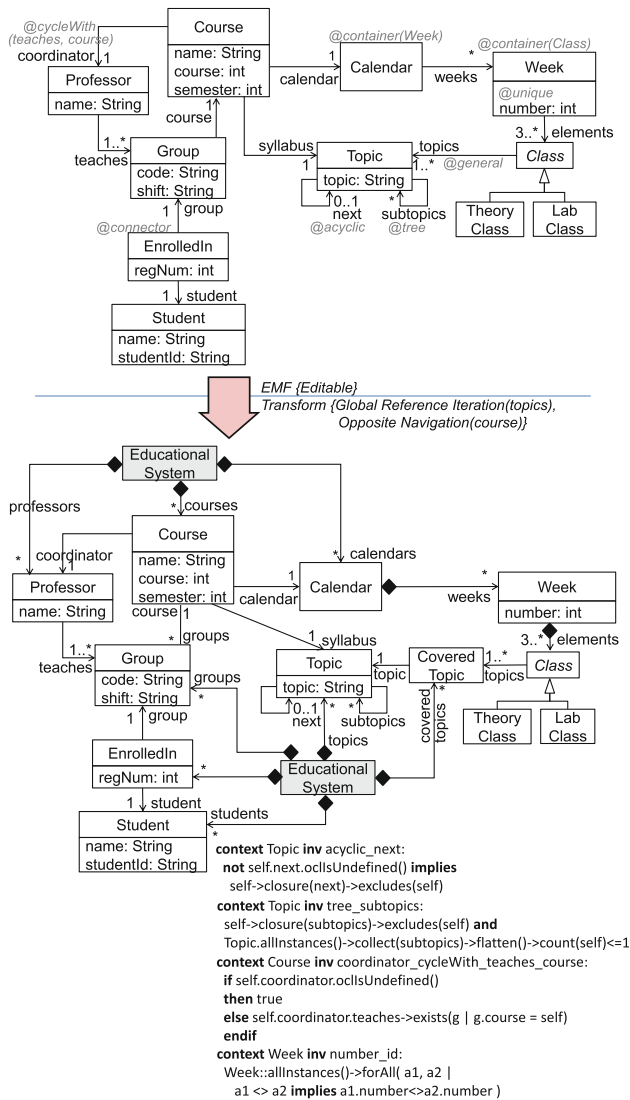 Course
@cycleWith
(teaches, course)
coordinator
1
name: String
course: int
semester: int
@container(Week)
@container(Class)
Professor
name: String
1
calendar
Calendar
*
weeks
Week
@unique
number: int
course
1..*
teaches
Group
code: String
shift: String
syllabus
1
Topic
topic: String
topics
1..*
@general
3..*
elements
Class
0..1
next
@acyclic
*
subtopics
@tree
Theory
Class
Lab
Class
1
group
@connector
EnrolledIn
regNum: int
1
student
Student
name: String
studentId: String
EMF {Editable}
Transform {Global Reference Iteration(topics),
Opposite Navigation(course)}
Educational
System
professors
*
courses
*
calendars
*
Course
coordinator
1
name: String
course: int
semester: int
Professor
name: String
1
calendar
Calendar
*
weeks
Week
number: int
course
1
groups
*
1..*
teaches
Group
code: String
shift: String
groups
*
1
syllabus
Topic
topic: String
1
topic
Covered
Topic
1..*
topics
3..*
elements
Class
0..1
next
*
topics
*
subtopics
covered
topics
*
Theory
Class
Lab
Class
1
group
EnrolledIn
regNum: int
*
Educational
System
1
student
students
*
Student
name: String
studentId: String
context Topic inv acyclic_next:
not self.next.oclIsUndefined() implies
self->closure(next)->excludes(self)
context Topic inv tree_subtopics:
self->closure(subtopics)->excludes(self) and
Topic.allInstances()->collect(subtopics)->flatten()->count(self)<=1
context Course inv coordinator_cycleWith_teaches_course:
if self.coordinator.oclIsUndefined()
then true
else self.coordinator.teaches->exists(g | g.course = self)
endif
context Week inv number_id:
Week::allInstances()->forAll( a1, a2 |
a1 <> a2 implies a1.number<>a2.number )